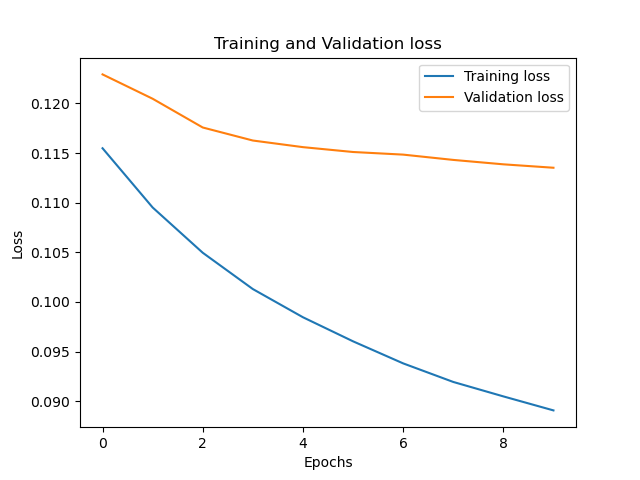 Training and Validation loss
Training loss
Validation loss
0.120
0.115
0.110
0.105
0.100
0.095
0.090
Loss
0
2
4
6
8
Epochs